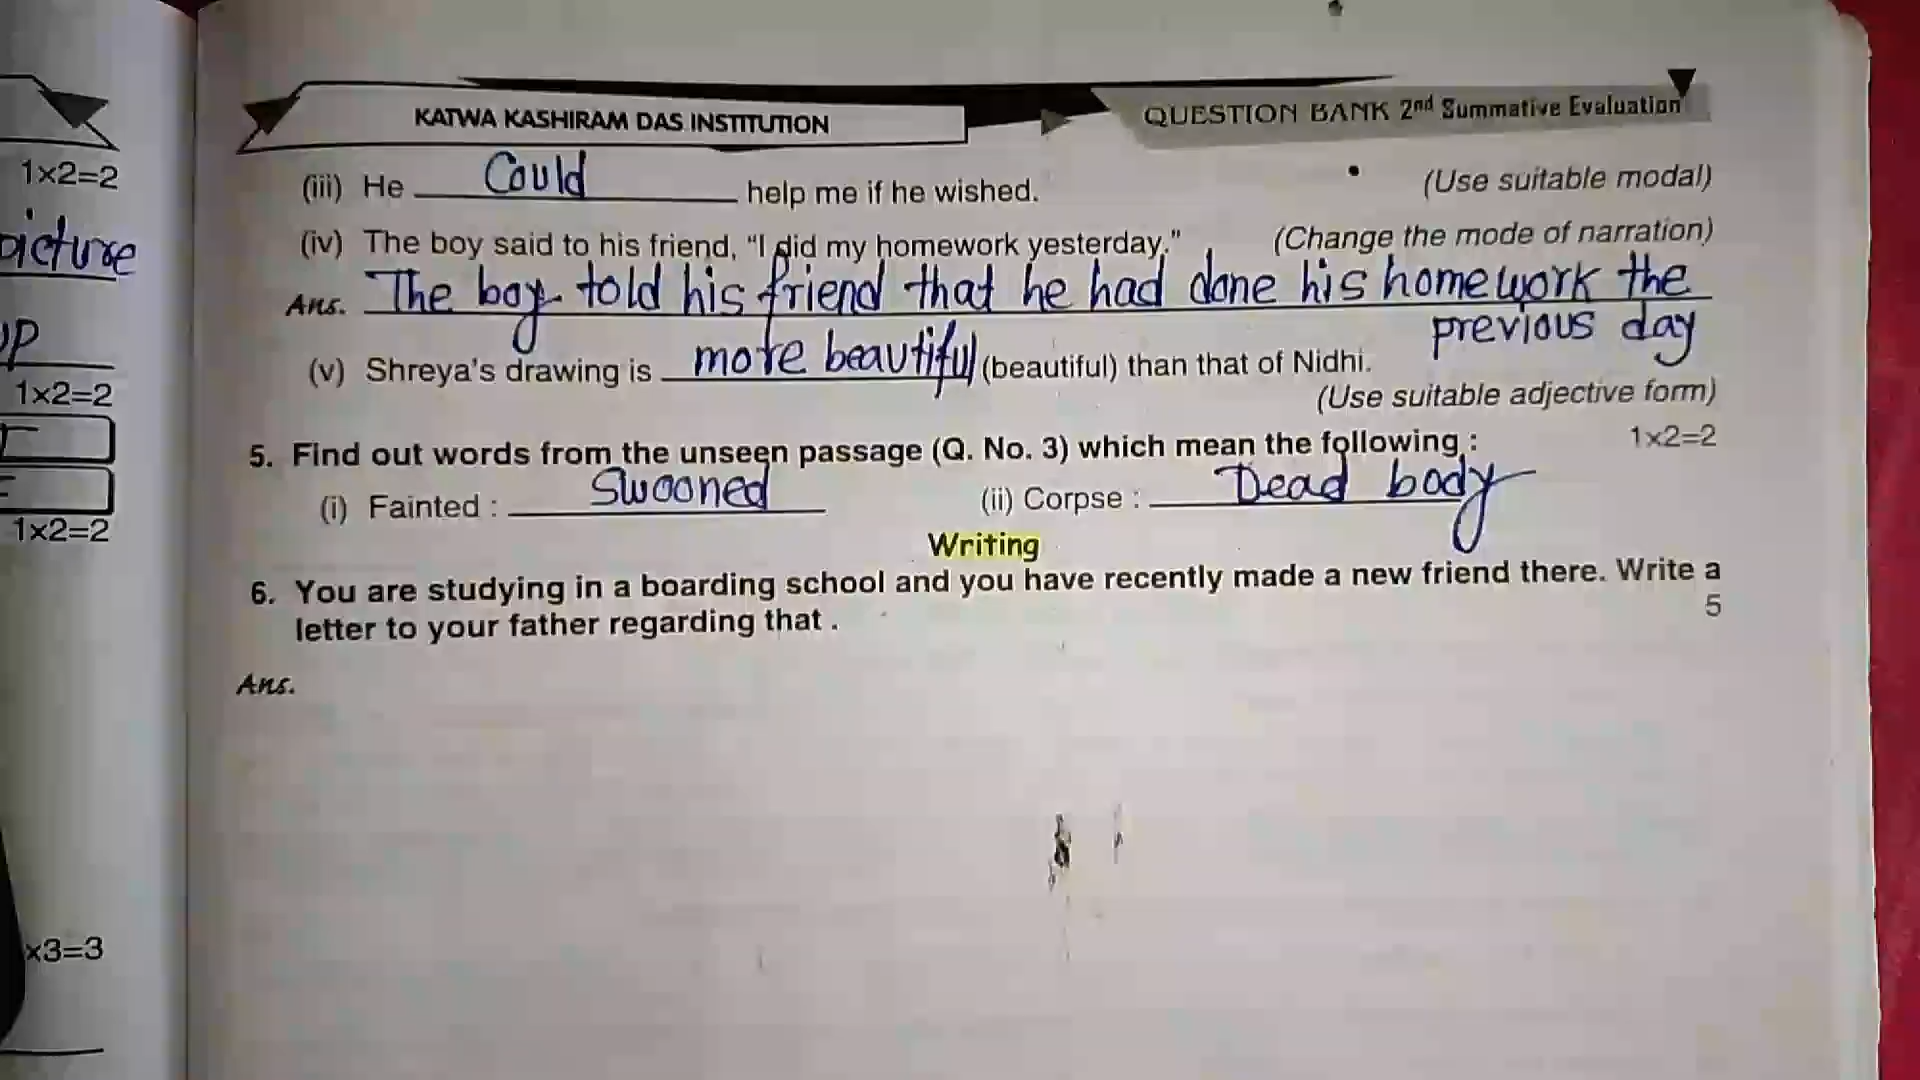 KATWA KASHIRAM DAS INSTITUTION
QUESTION BANK 2nd Summative Evaluation
1×2=2
picture
1×2=2
1×2=2
×3=3
(iii) He Could help me if he wished. (Use suitable modal)
(iv) The boy said to his friend, "I did my homework yesterday." (Change the mode of narration)
Ans. The boy told his friend that he had done his homework the
previous day
(v) Shreya's drawing is more beautiful (beautiful) than that of Nidhi.
(Use suitable adjective form)
5. Find out words from the unseen passage (Q. No. 3) which mean the following : 1×2=2
(i) Fainted : Swooned (ii) Corpse : Dead body
Writing
6. You are studying in a boarding school and you have recently made a new friend there. Write a
letter to your father regarding that . 5
Ans.